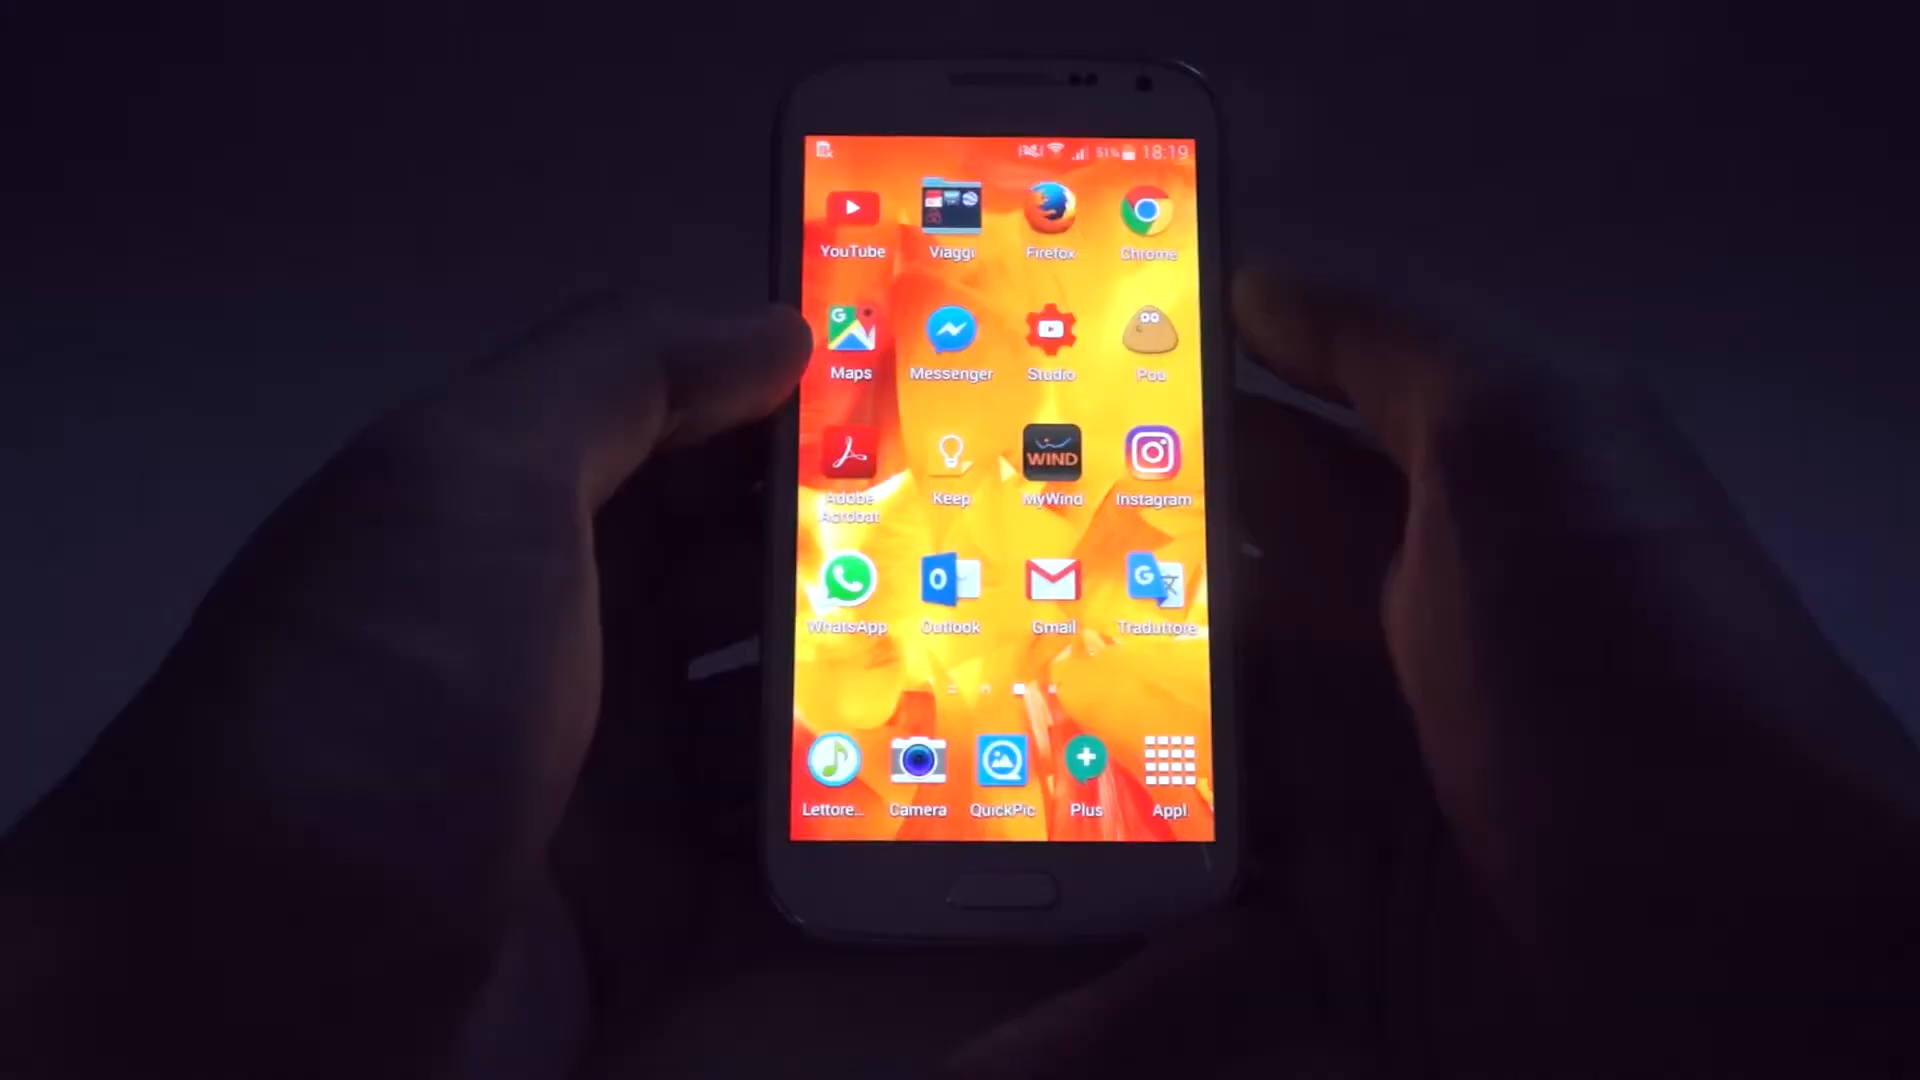 51% 18:19
YouTube Viaggi Firefox Chrome
G
Maps Messenger Studio Pou
WIND
Adobe Acrobat Keep MyWind Instagram
O G
WhatsApp Outlook Gmail Traduttore
Lettore... Camera QuickPic Plus Appl.